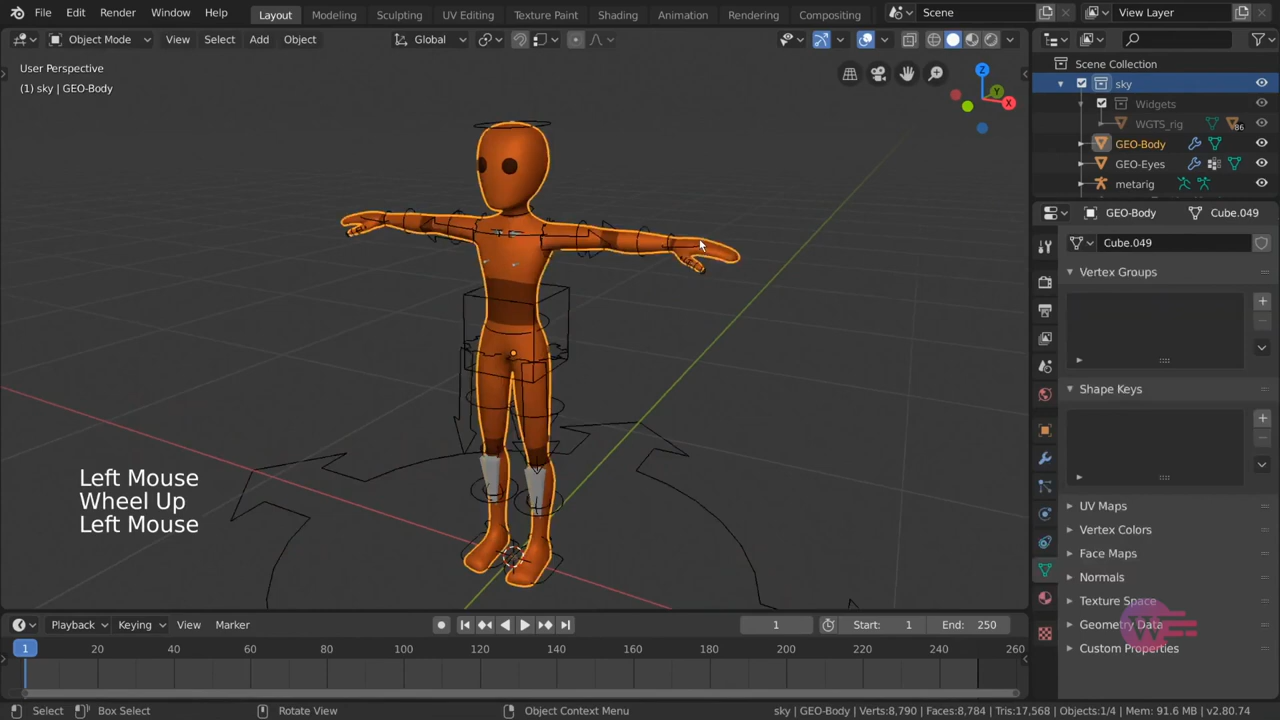 File Edit Render Window Help Layout Modeling Sculpting UV Editing Texture Paint Shading Animation Rendering Compositing Scene View Layer
Object Mode View Select Add Object Global
User Perspective
(1) sky | GEO-Body
Z
Y
X
Scene Collection
sky
Widgets
WGTS_rig 86
GEO-Body
GEO-Eyes
metarig
GEO-Body Cube.049
Cube.049
Vertex Groups
Shape Keys
UV Maps
Vertex Colors
Face Maps
Normals
Texture Space
Geometry Data
Custom Properties
Left Mouse
Wheel Up
Left Mouse
Playback Keying View Marker 1 Start: 1 End: 250
1 20 40 60 80 100 120 140 160 180 200 220 240 260
Select Box Select Rotate View Object Context Menu sky | GEO-Body | Verts:8,790 | Faces:8,784 | Tris:17,568 | Objects:1/4 | Mem: 91.6 MB | v2.80.74